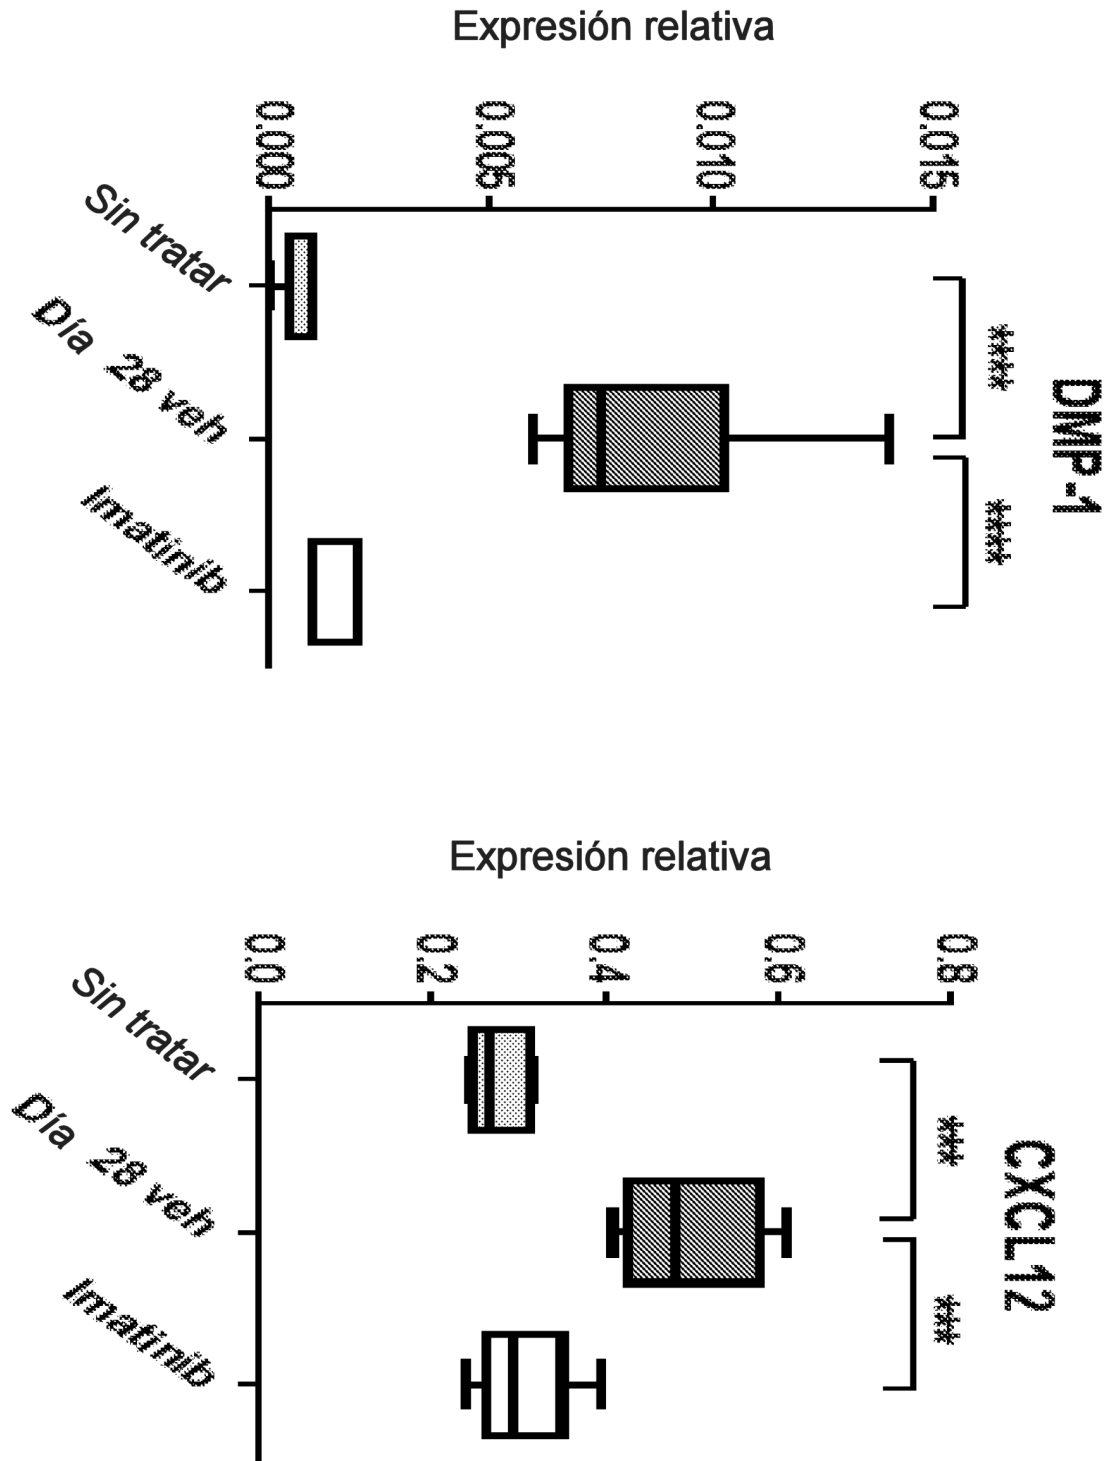 DMP-1
Expresión relativa
0.015
0.010
0.005
0.000
****
****
Sin tratar
Día 28 veh
Imatinib
CXCL12
Expresión relativa
0.8
0.6
0.4
0.2
0.0
***
***
Sin tratar
Día 28 veh
Imatinib